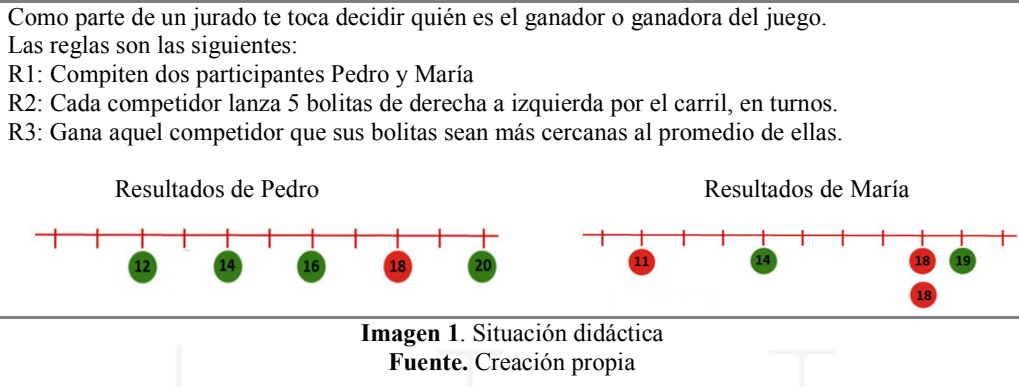 Como parte de un jurado te toca decidir quién es el ganador o ganadora del juego.
Las reglas son las siguientes:
R1: Compiten dos participantes Pedro y María
R2: Cada competidor lanza 5 bolitas de derecha a izquierda por el carril, en turnos.
R3: Gana aquel competidor que sus bolitas sean más cercanas al promedio de ellas.
Resultados de Pedro
12 14 16 18 20
Resultados de María
11 14 18 19
18
Imagen 1. Situación didáctica
Fuente. Creación propia